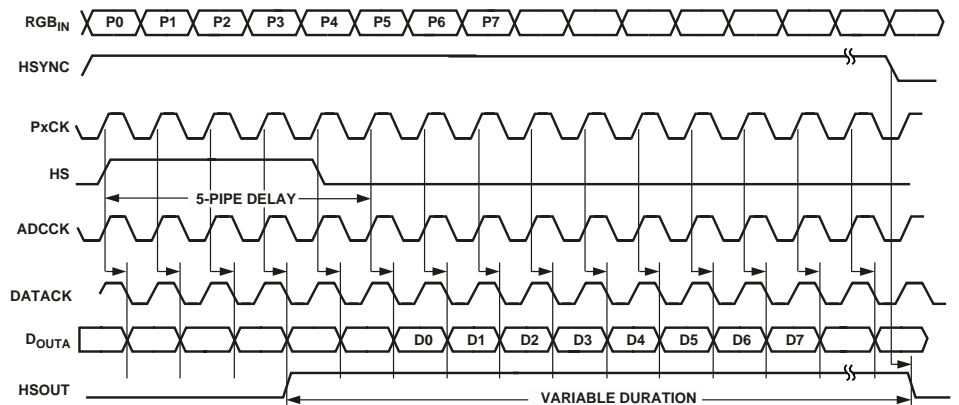 RGBIN P0 P1 P2 P3 P4 P5 P6 P7
HSYNC
PxCK
HS
5-PIPE DELAY
ADCCK
DATACK
DOUTA D0 D1 D2 D3 D4 D5 D6 D7
HSOUT
VARIABLE DURATION